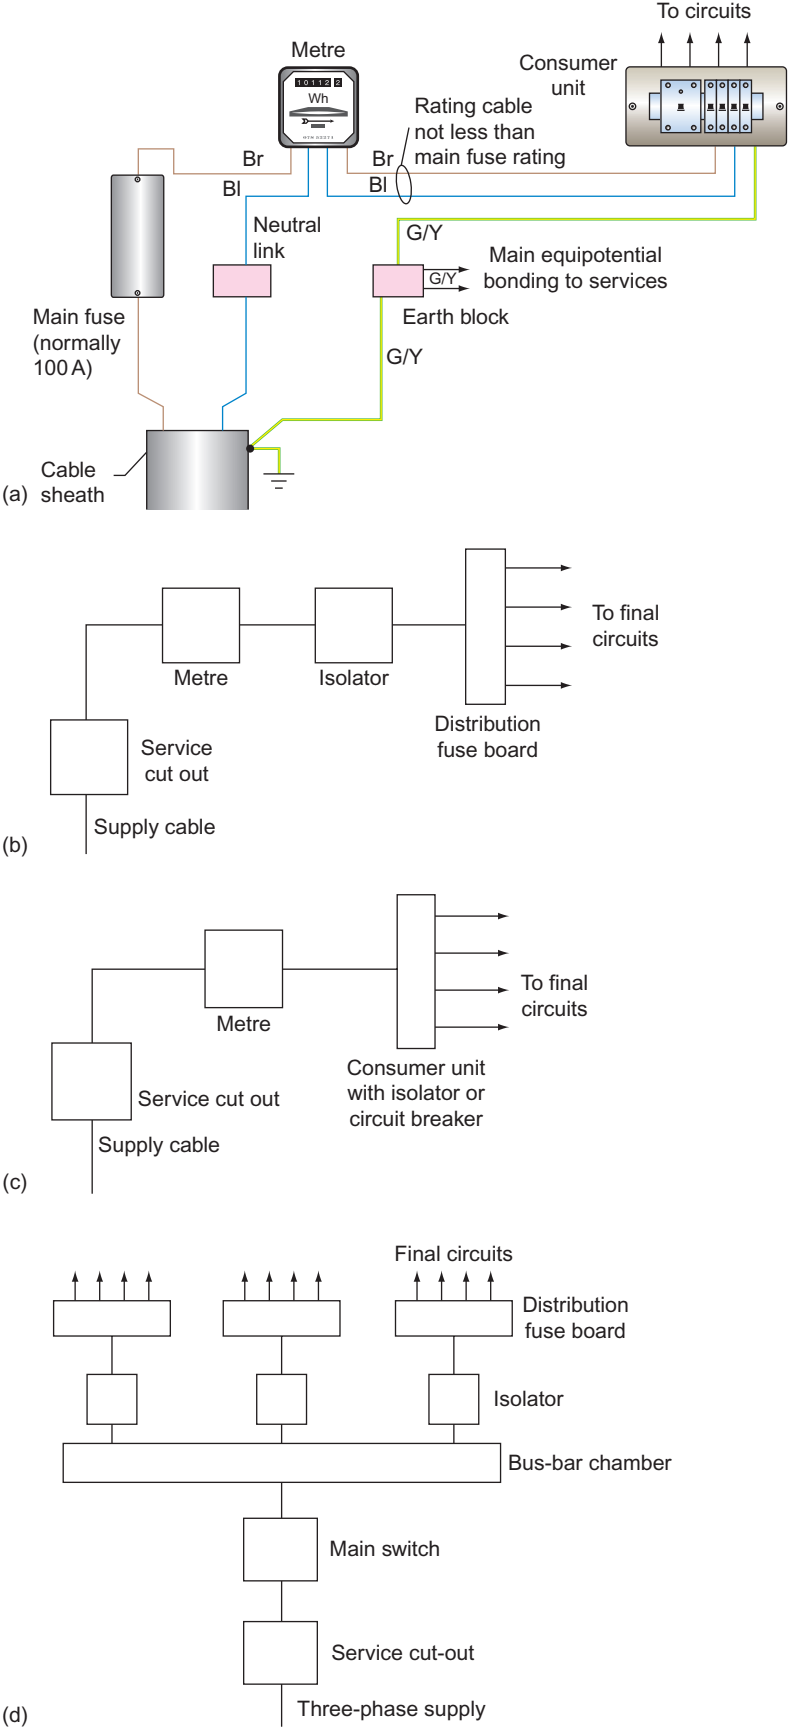 To circuits
Metre
Consumer
unit
10112 2
Wh
Rating cable
not less than
main fuse rating
Br
Br
Bl
Bl
Neutral
link
G/Y
Main equipotential
bonding to services
G/Y
Earth block
Main fuse
(normally
100 A)
G/Y
Cable
sheath
(a)
To final
circuits
Metre
Isolator
Distribution
fuse board
Service
cut out
Supply cable
(b)
To final
circuits
Metre
Consumer unit
with isolator or
circuit breaker
Service cut out
Supply cable
(c)
Final circuits
Distribution
fuse board
Isolator
Bus-bar chamber
Main switch
Service cut-out
Three-phase supply
(d)